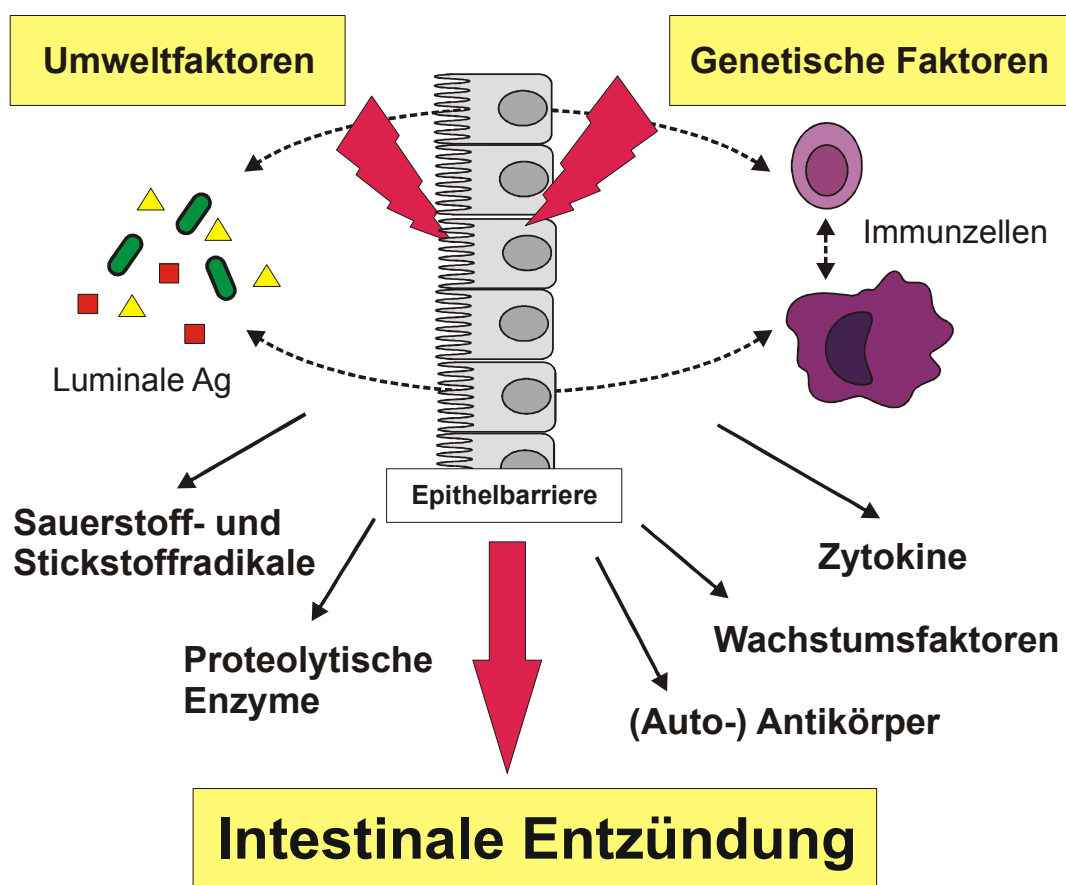 Umweltfaktoren
Genetische Faktoren
Immunzellen
Luminale Ag
Epithelbarriere
Sauerstoff- und
Stickstoffradikale
Zytokine
Proteolytische
Enzyme
Wachstumsfaktoren
(Auto-) Antikörper
Intestinale Entzündung